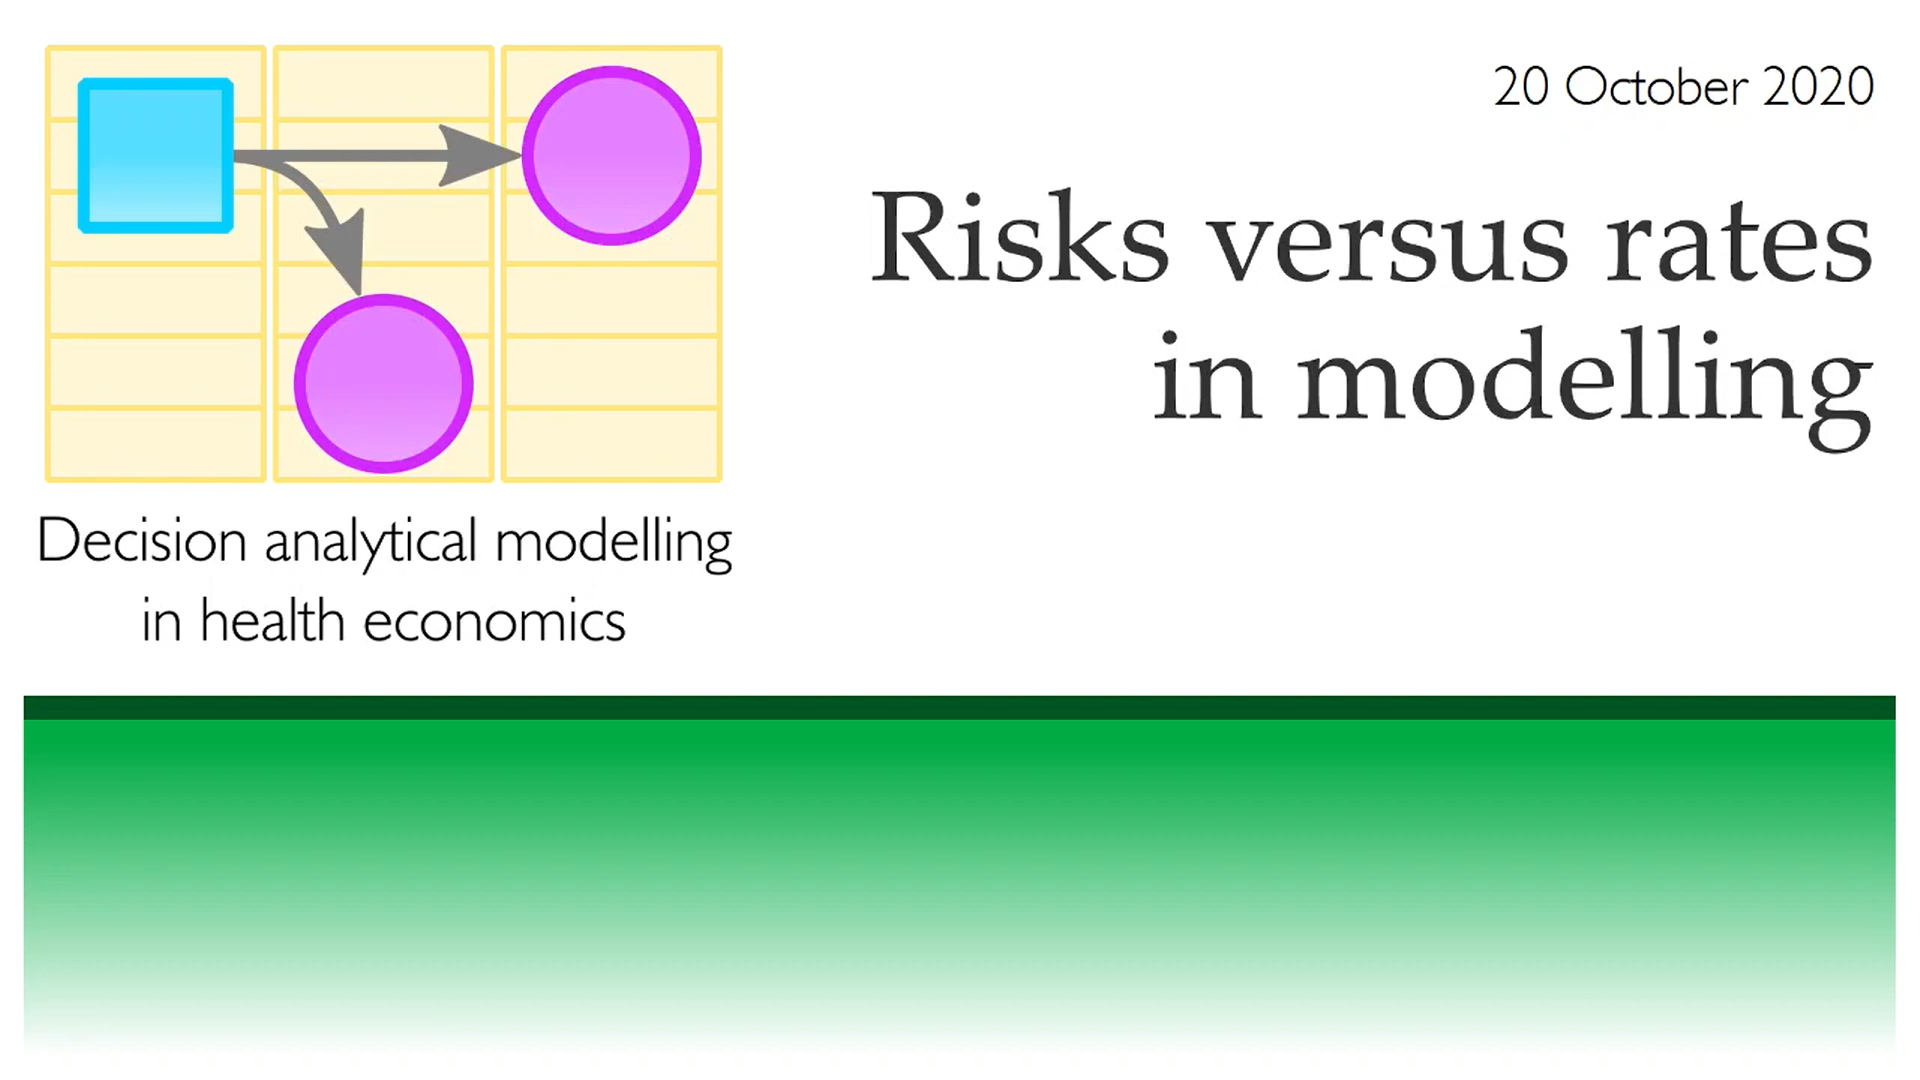 20 October 2020
Risks versus rates
in modelling
Decision analytical modelling
in health economics